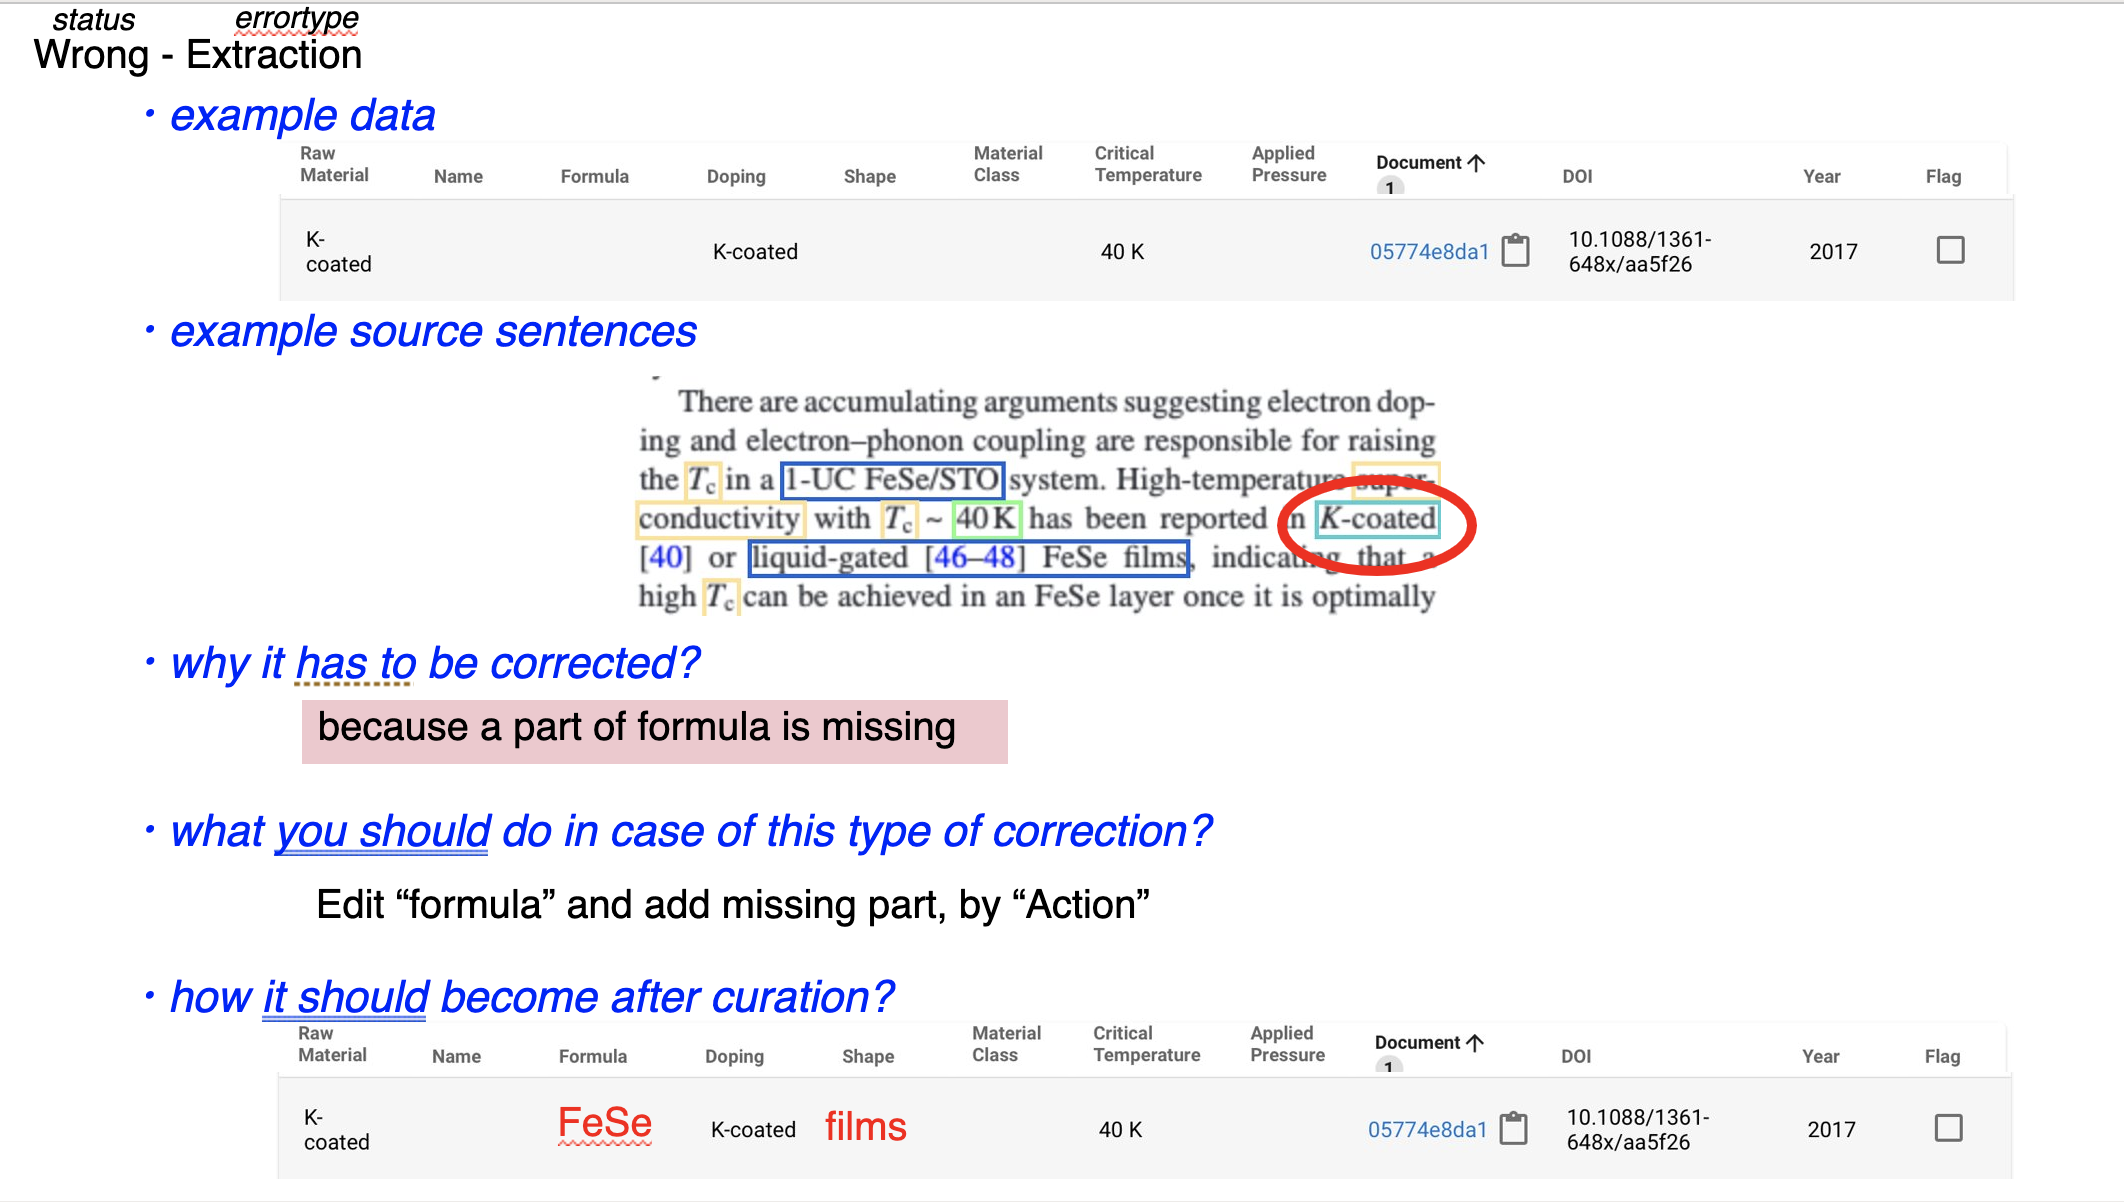 status errortype
Wrong - Extraction
· example data
Raw Material Name Formula Doping Shape Material Class Critical Temperature Applied Pressure Document ↑ 1 DOI Year Flag
K-coated K-coated 40 K 05774e8da1 10.1088/1361-648x/aa5f26 2017
· example source sentences
There are accumulating arguments suggesting electron dop-
ing and electron–phonon coupling are responsible for raising
the Tc in a 1-UC FeSe/STO system. High-temperature super-
conductivity with Tc ~ 40 K has been reported in K-coated
[40] or liquid-gated [46–48] FeSe films, indicating that a
high Tc can be achieved in an FeSe layer once it is optimally
· why it has to be corrected?
because a part of formula is missing
· what you should do in case of this type of correction?
Edit “formula” and add missing part, by “Action”
· how it should become after curation?
Raw Material Name Formula Doping Shape Material Class Critical Temperature Applied Pressure Document ↑ 1 DOI Year Flag
K-coated FeSe K-coated films 40 K 05774e8da1 10.1088/1361-648x/aa5f26 2017